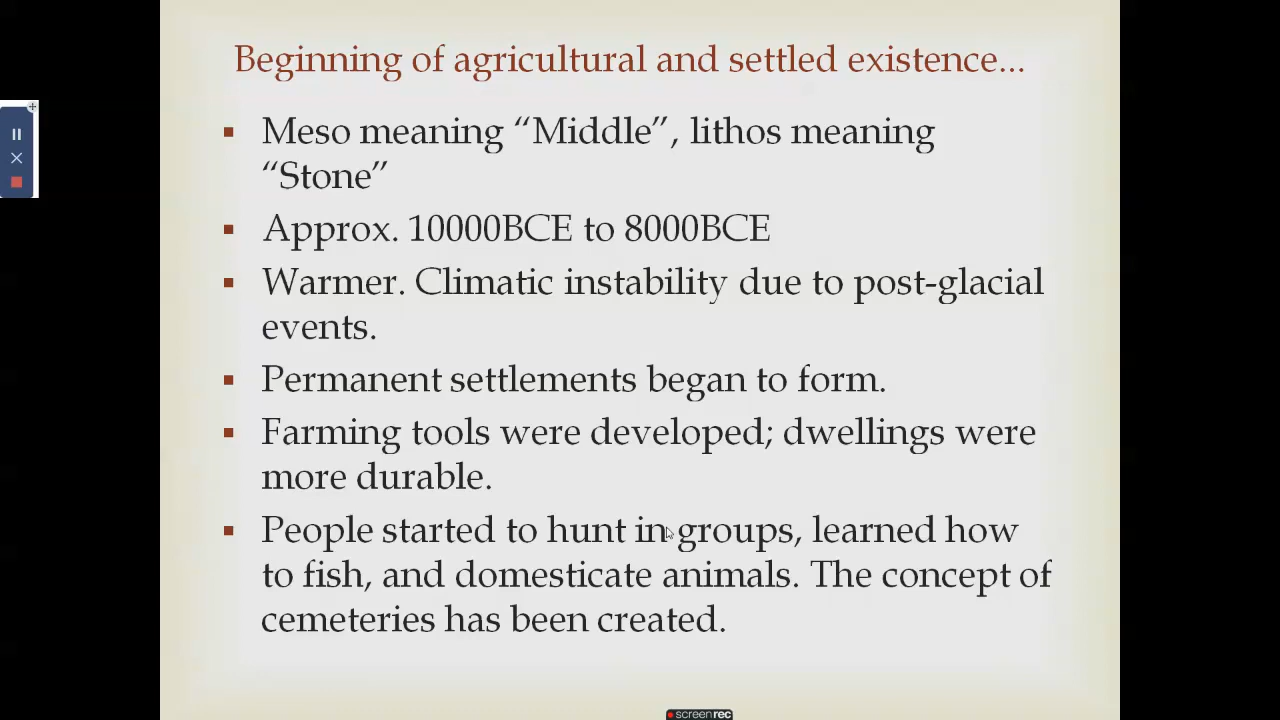 Beginning of agricultural and settled existence...
▪ Meso meaning “Middle”, lithos meaning
“Stone”
▪ Approx. 10000BCE to 8000BCE
▪ Warmer. Climatic instability due to post-glacial
events.
▪ Permanent settlements began to form.
▪ Farming tools were developed; dwellings were
more durable.
▪ People started to hunt in groups, learned how
to fish, and domesticate animals. The concept of
cemeteries has been created.
screenrec